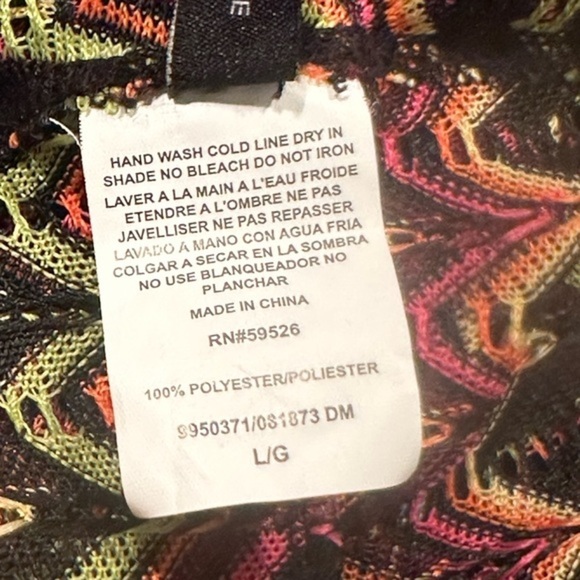 E
HAND WASH COLD LINE DRY IN
SHADE NO BLEACH DO NOT IRON
LAVER A LA MAIN A L'EAU FROIDE
ETENDRE A L'OMBRE NE PAS
JAVELLISER NE PAS REPASSER
LAVADO A MANO CON AGUA FRIA
COLGAR A SECAR EN LA SOMBRA
NO USE BLANQUEADOR NO
PLANCHAR
MADE IN CHINA
RN#59526
100% POLYESTER/POLIESTER
9950371/081873 DM
L/G